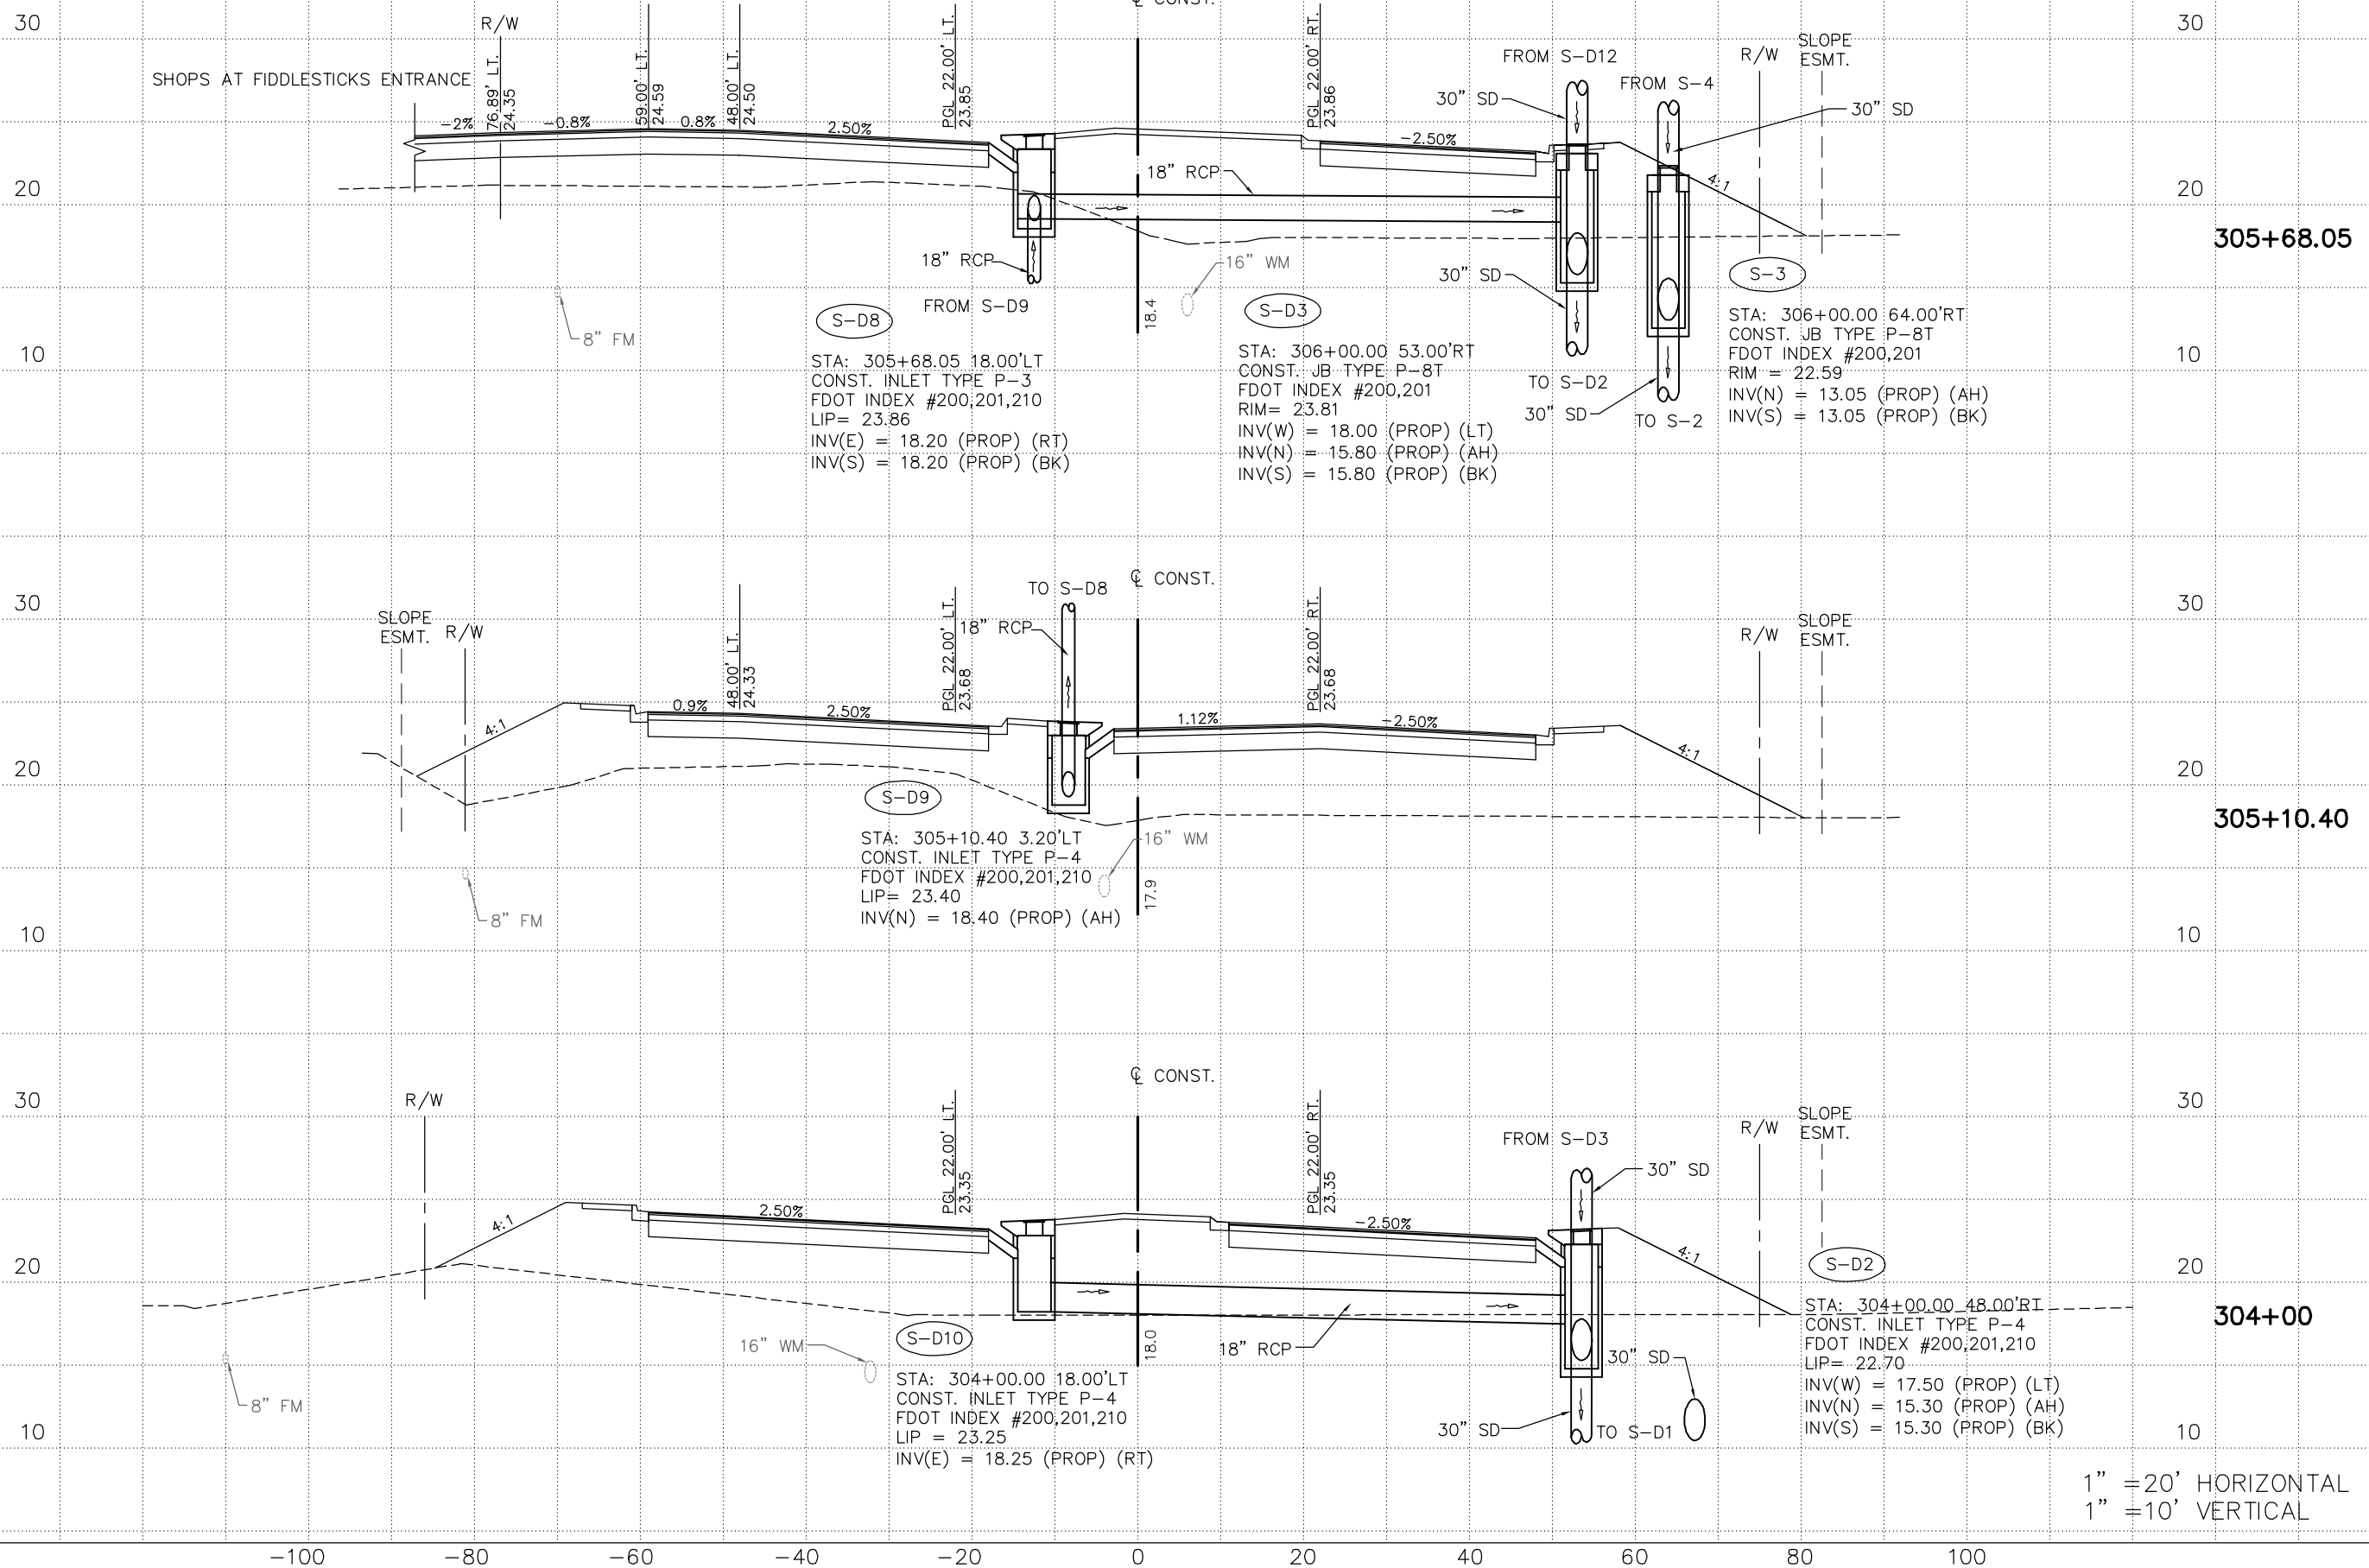 ℄ CONST.
30
R/W
76.89' LT.
24.35
59.00' LT.
24.59
48.00' LT.
24.50
PGL 22.00' LT.
23.85
PGL 22.00' RT.
23.86
FROM S-D12
FROM S-4
R/W
SLOPE
ESMT.
30
SHOPS AT FIDDLESTICKS ENTRANCE
30" SD
30" SD
-2%
-0.8%
0.8%
2.50%
-2.50%
18" RCP
4:1
20
20
305+68.05
18" RCP
16" WM
30" SD
S-3
FROM S-D9
18.4
8" FM
S-D8
STA: 305+68.05 18.00'LT
CONST. INLET TYPE P-3
FDOT INDEX #200,201,210
LIP= 23.86
INV(E) = 18.20 (PROP) (RT)
INV(S) = 18.20 (PROP) (BK)
S-D3
STA: 306+00.00 53.00'RT
CONST. JB TYPE P-8T
FDOT INDEX #200,201
RIM= 23.81
INV(W) = 18.00 (PROP) (LT)
INV(N) = 15.80 (PROP) (AH)
INV(S) = 15.80 (PROP) (BK)
TO S-D2
30" SD
TO S-2
STA: 306+00.00 64.00'RT
CONST. JB TYPE P-8T
FDOT INDEX #200,201
RIM = 22.59
INV(N) = 13.05 (PROP) (AH)
INV(S) = 13.05 (PROP) (BK)
10
10
℄ CONST.
TO S-D8
30
SLOPE
ESMT.
R/W
48.00' LT.
24.33
PGL 22.00' LT.
23.68
18" RCP
PGL 22.00' RT.
23.68
R/W
SLOPE
ESMT.
30
4:1
0.9%
2.50%
1.12%
-2.50%
4:1
20
20
305+10.40
S-D9
STA: 305+10.40 3.20'LT
CONST. INLET TYPE P-4
FDOT INDEX #200,201,210
LIP= 23.40
INV(N) = 18.40 (PROP) (AH)
16" WM
17.9
8" FM
10
10
℄ CONST.
30
R/W
PGL 22.00' LT.
23.35
PGL 22.00' RT.
23.35
FROM S-D3
30" SD
R/W
SLOPE
ESMT.
30
4:1
2.50%
-2.50%
4:1
20
20
S-D2
STA: 304+00.00 48.00'RT
CONST. INLET TYPE P-4
FDOT INDEX #200,201,210
LIP= 22.70
INV(W) = 17.50 (PROP) (LT)
INV(N) = 15.30 (PROP) (AH)
INV(S) = 15.30 (PROP) (BK)
304+00
16" WM
S-D10
18.0
18" RCP
30" SD
8" FM
STA: 304+00.00 18.00'LT
CONST. INLET TYPE P-4
FDOT INDEX #200,201,210
LIP = 23.25
INV(E) = 18.25 (PROP) (RT)
30" SD
TO S-D1
10
10
1" =20' HORIZONTAL
1" =10' VERTICAL
-100 -80 -60 -40 -20 0 20 40 60 80 100